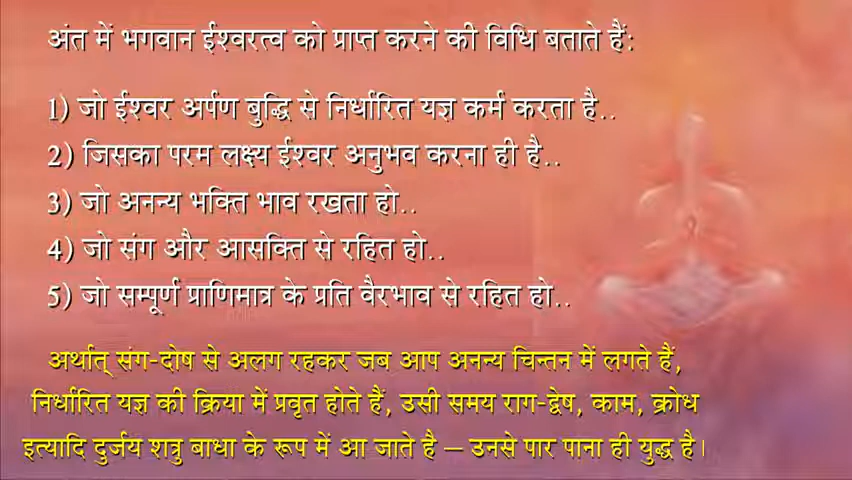 अंत में भगवान ईश्वरत्व को प्राप्त करने की विधि बताते हैं:
1) जो ईश्वर अर्पण बुद्धि से निर्धारित यज्ञ कर्म करता है..
2) जिसका परम लक्ष्य ईश्वर अनुभव करना ही है..
3) जो अनन्य भक्ति भाव रखता हो..
4) जो संग और आसक्ति से रहित हो..
5) जो सम्पूर्ण प्राणिमात्र के प्रति वैरभाव से रहित हो..
अर्थात् संग-दोष से अलग रहकर जब आप अनन्य चिन्तन में लगते हैं,
निर्धारित यज्ञ की क्रिया में प्रवृत होते हैं, उसी समय राग-द्वेष, काम, क्रोध
इत्यादि दुर्जय शत्रु बाधा के रूप में आ जाते है – उनसे पार पाना ही युद्ध है।